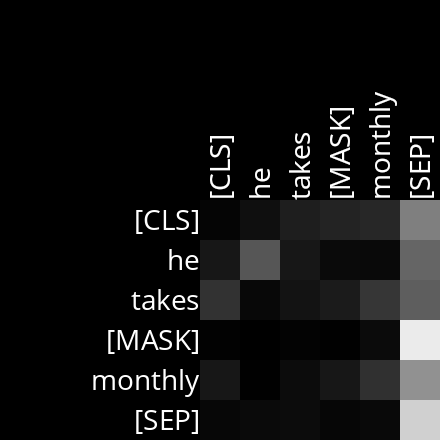 [CLS]
he
takes
[MASK]
monthly
[SEP]
[CLS]
he
takes
[MASK]
monthly
[SEP]